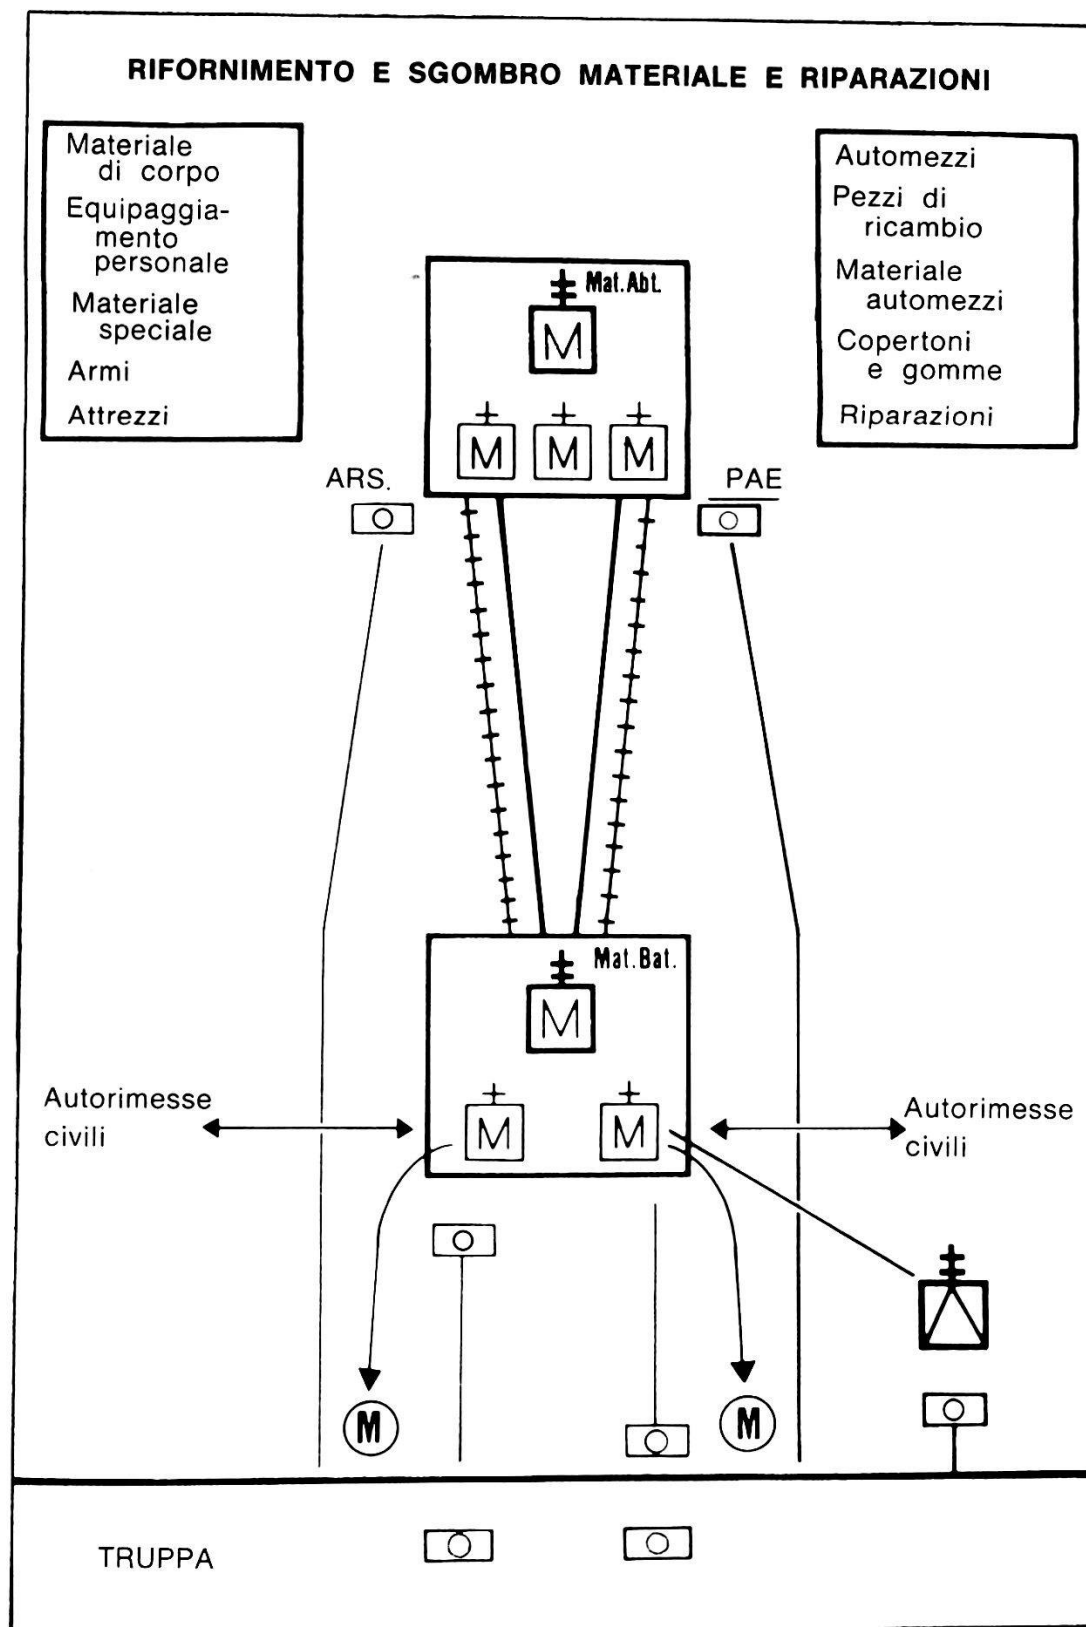 RIFORNIMENTO E SGOMBRO MATERIALE E RIPARAZIONI
Materiale
di corpo
Equipaggia-
mento
personale
Materiale
speciale
Armi
Attrezzi
Automezzi
Pezzi di
ricambio
Materiale
automezzi
Copertoni
e gomme
Riparazioni
Mat.Abt.
M
M M M
ARS.
PAE
Mat.Bat.
M
M M
Autorimesse
civili
Autorimesse
civili
M
M
TRUPPA